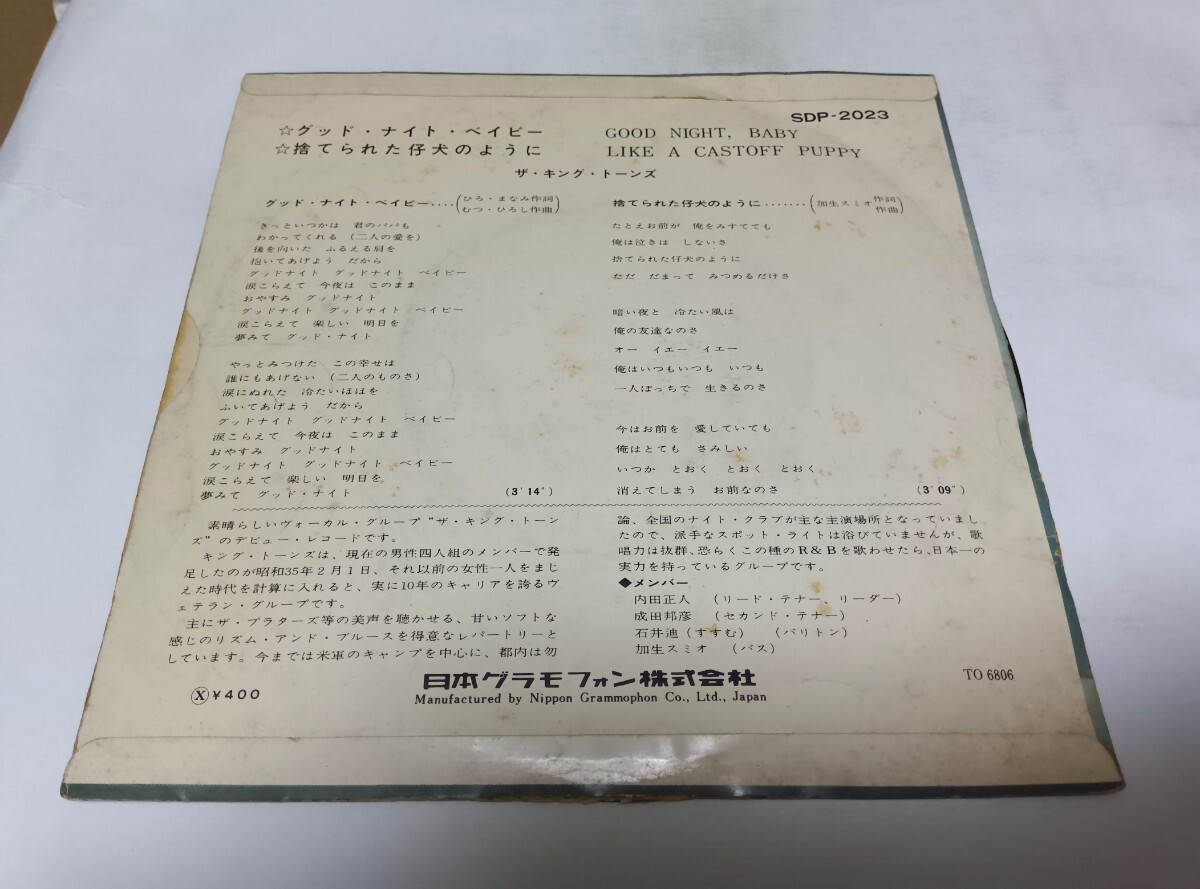 SDP-2023
☆グッド・ナイト・ベイビー GOOD NIGHT, BABY
☆捨てられた仔犬のように LIKE A CASTOFF PUPPY
ザ・キング・トーンズ
グッド・ナイト・ベイビー‥‥(ひろ・まなみ作詞 むつ・ひろし作曲)
きっといつかは 君のパパも
わかってくれる (二人の愛を)
後を向いた ふるえる肩を
抱いてあげよう だから
グッドナイト グッドナイト ベイビー
涙こらえて 今夜は このまま
おやすみ グッドナイト
グッドナイト グッドナイト ベイビー
涙こらえて 楽しい 明日を
夢みて グッド・ナイト
やっとみつけた この幸せは
誰にもあげない (二人のものさ)
涙にぬれた 冷たいほほを
ふいてあげよう だから
グッドナイト グッドナイト ベイビー
涙こらえて 今夜は このまま
おやすみ グッドナイト
グッドナイト グッドナイト ベイビー
涙こらえて 楽しい 明日を
夢みて グッド・ナイト (3′14″)
捨てられた仔犬のように‥‥‥(加生スミオ 作詞 作曲)
たとえお前が 俺をみすてても
俺は泣きは しないさ
捨てられた仔犬のように
ただ だまって みつめるだけさ
暗い夜と 冷たい風は
俺の友達なのさ
オー イエー イエー
俺はいつもいつも いつも
一人ぼっちで 生きるのさ
今はお前を 愛していても
俺はとても さみしい
いつか とおく とおく とおく
消えてしまう お前なのさ (3′09″)
素晴らしいヴォーカル・グループ“ザ・キング・トーン
ズ”のデビュー・レコードです。
キング・トーンズは、現在の男性四人組のメンバーで発
足したのが昭和35年2月1日、それ以前の女性一人をまじ
えた時代を計算に入れると、実に10年のキャリアを誇るヴ
ェテラン・グループです。
主にザ・プラターズ等の美声を聴かせる、甘いソフトな
感じのリズム・アンド・ブルースを得意なレパートリーと
しています。今までは米軍のキャンプを中心に、都内は勿
論、全国のナイト・クラブが主な主演場所となっていまし
たので、派手なスポット・ライトは浴びていませんが、歌
唱力は抜群、恐らくこの種のR&Bを歌わせたら、日本一の
実力を持っているグループです。
◆メンバー
内田正人 (リード・テナー、リーダー)
成田邦彦 (セカンド・テナー)
石井迪(すすむ) (バリトン)
加生スミオ (バス)
Ⓧ¥400
日本グラモフォン株式会社
Manufactured by Nippon Grammophon Co., Ltd., Japan
TO 6806